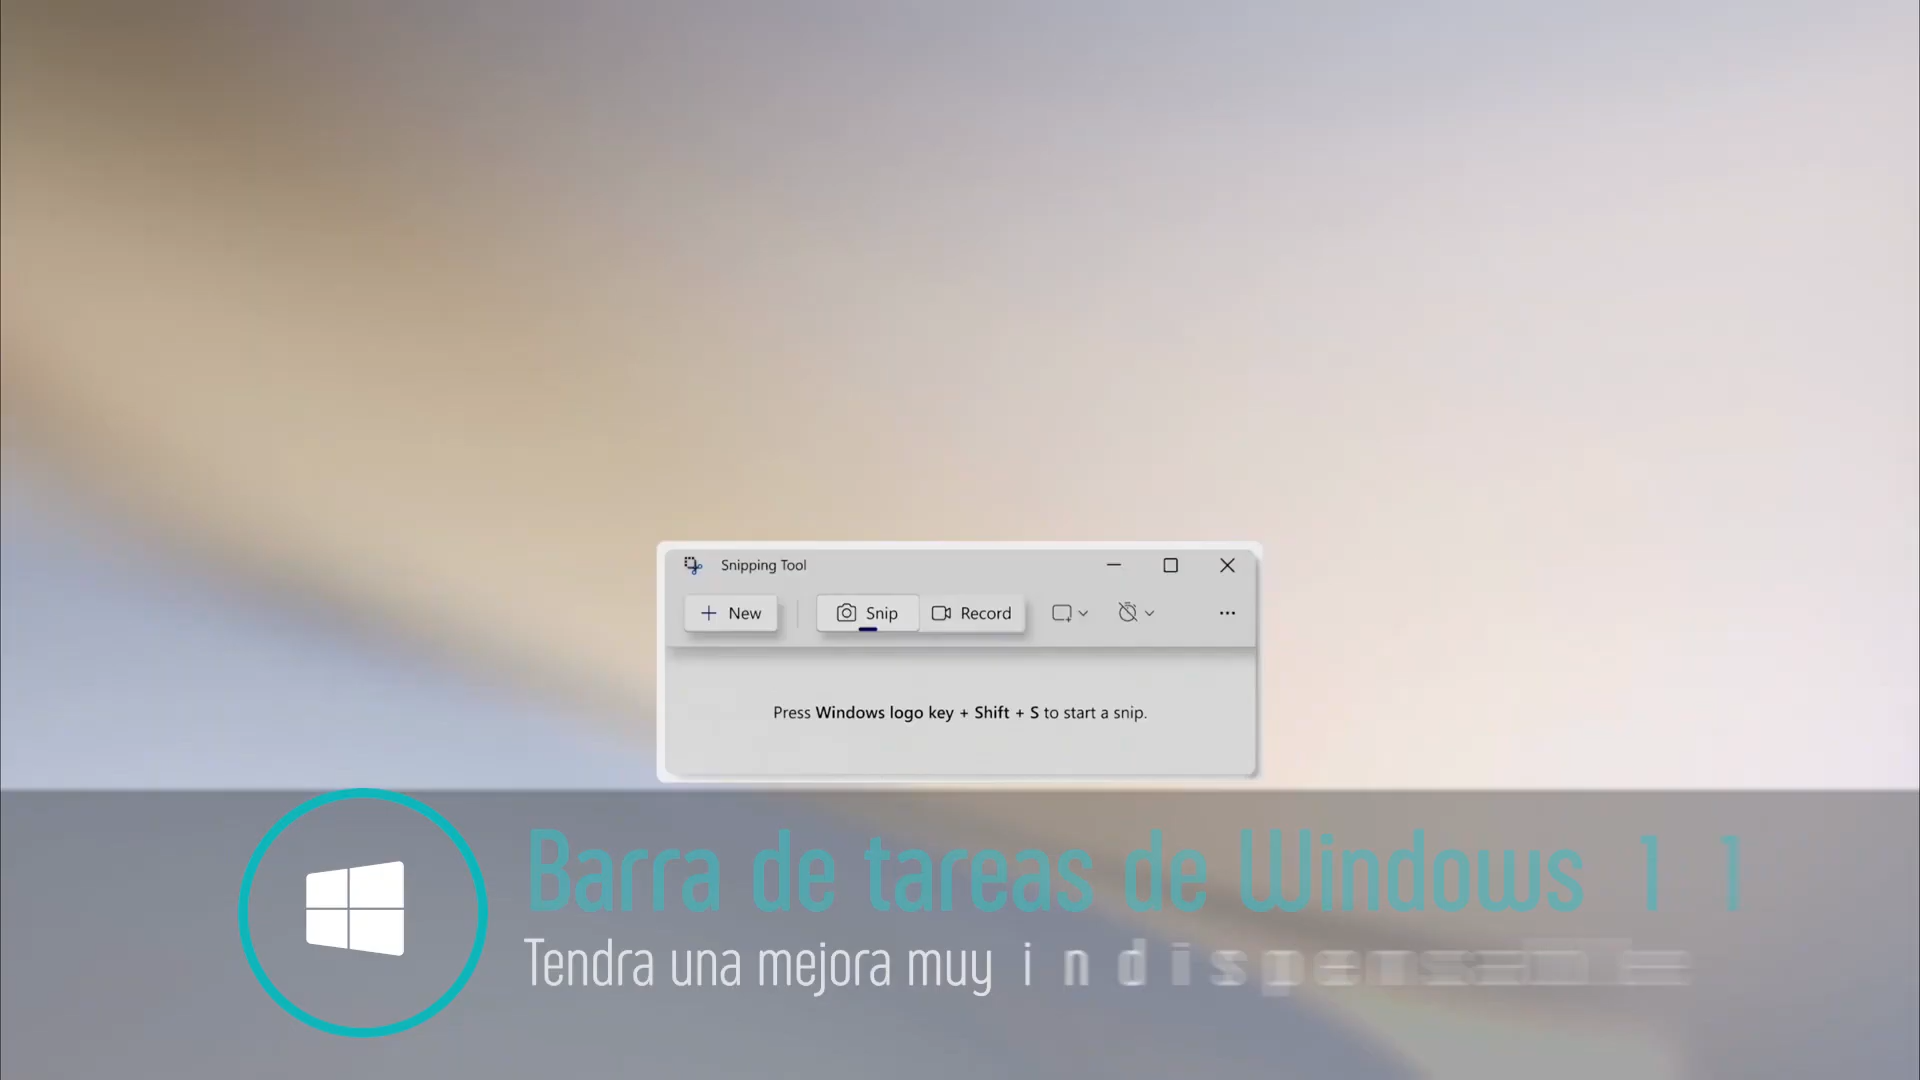 Snipping Tool
New Snip Record
Press Windows logo key + Shift + S to start a snip.
Barra de tareas de Windows 11
Tendra una mejora muy indispensable